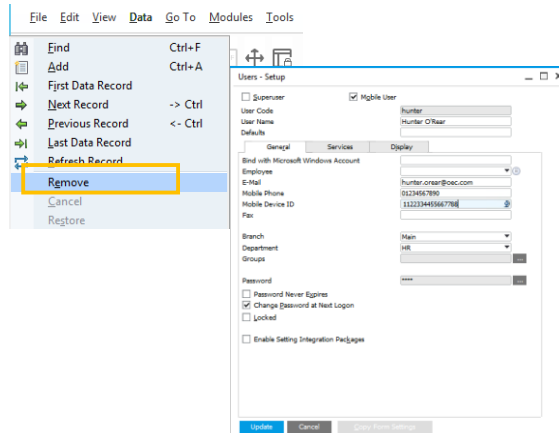 File Edit View Data Go To Modules Tools
Find Ctrl+F
Add Ctrl+A
First Data Record
Next Record -> Ctrl
Previous Record <- Ctrl
Last Data Record
Refresh Record
Remove
Cancel
Restore
Users - Setup
Superuser Mobile User
User Code hunter
User Name Hunter O'Rear
Defaults
General Services Display
Bind with Microsoft Windows Account
Employee
E-Mail hunter.orear@oec.com
Mobile Phone 01234567890
Mobile Device ID 1122334455667788
Fax
Branch Main
Department HR
Groups ...
Password **** ...
Password Never Expires
Change Password at Next Logon
Locked
Enable Setting Integration Packages
Update Cancel Copy Form Settings